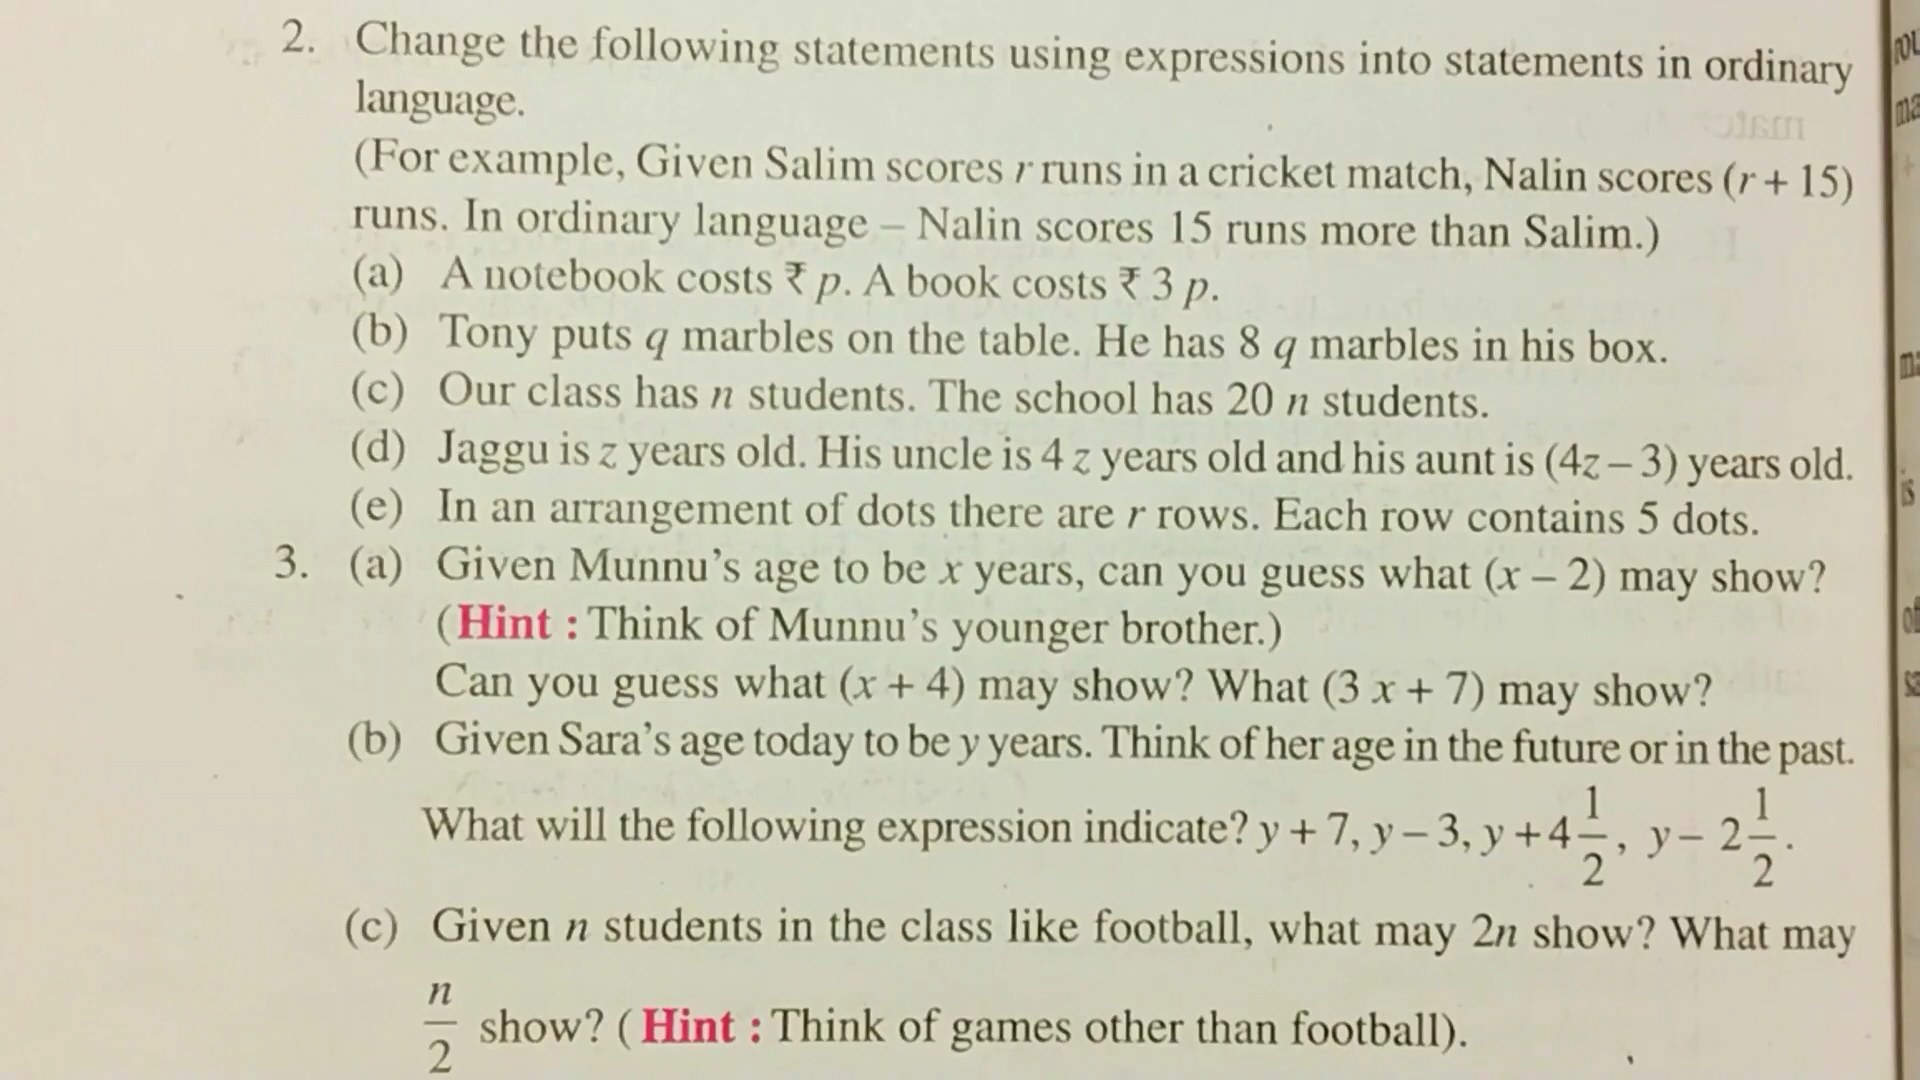 2. Change the following statements using expressions into statements in ordinary
language.
(For example, Given Salim scores r runs in a cricket match, Nalin scores (r + 15)
runs. In ordinary language – Nalin scores 15 runs more than Salim.)
(a) A notebook costs ₹ p. A book costs ₹ 3 p.
(b) Tony puts q marbles on the table. He has 8 q marbles in his box.
(c) Our class has n students. The school has 20 n students.
(d) Jaggu is z years old. His uncle is 4 z years old and his aunt is (4z – 3) years old.
(e) In an arrangement of dots there are r rows. Each row contains 5 dots.
3. (a) Given Munnu's age to be x years, can you guess what (x – 2) may show?
(Hint : Think of Munnu's younger brother.)
Can you guess what (x + 4) may show? What (3 x + 7) may show?
(b) Given Sara's age today to be y years. Think of her age in the future or in the past.
What will the following expression indicate? y + 7, y – 3, y + 4 1/2, y – 2 1/2.
(c) Given n students in the class like football, what may 2n show? What may
n/2 show? (Hint : Think of games other than football).